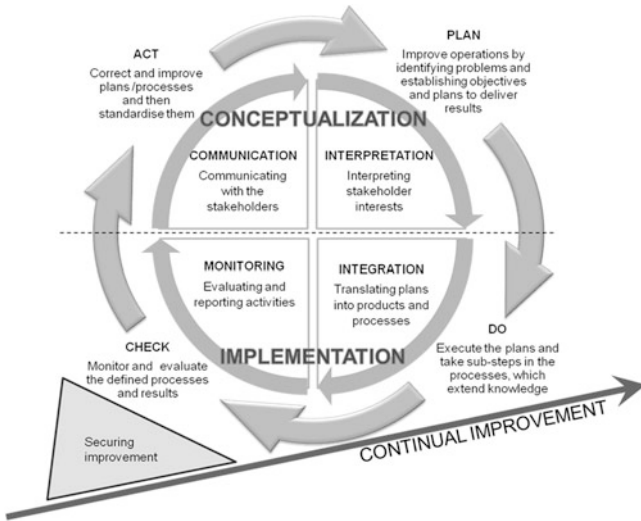 ACT
Correct and improve
plans /processes
and then
standardise them
PLAN
Improve operations by
identifying problems and
establishing objectives
and plans to deliver
results
CONCEPTUALIZATION
COMMUNICATION
Communicating
with the
stakeholders
INTERPRETATION
Interpreting
stakeholder
interests
MONITORING
Evaluating and
reporting activities
INTEGRATION
Translating plans
into products and
processes
IMPLEMENTATION
CHECK
Monitor and evaluate
the defined processes
and results
DO
Execute the plans and
take sub-steps in the
processes, which
extend knowledge
Securing
improvement
CONTINUAL IMPROVEMENT